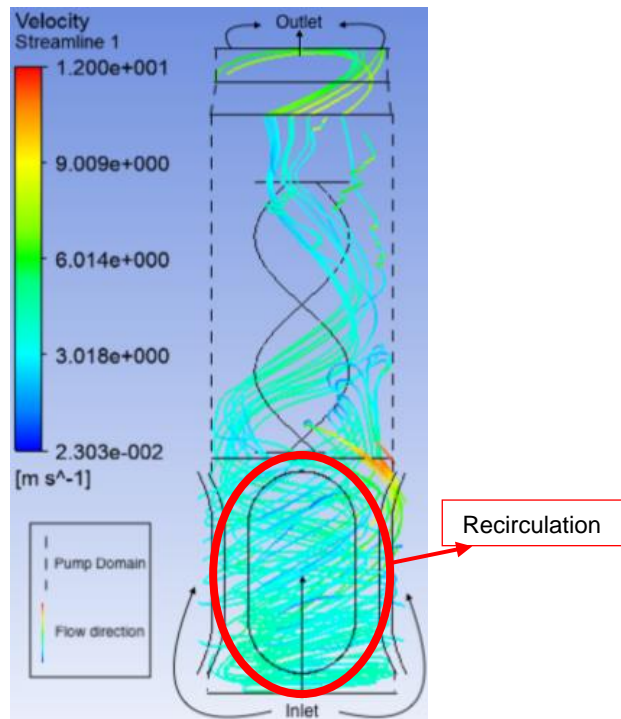 Velocity
Streamline 1
Outlet
1.200e+001
9.009e+000
6.014e+000
3.018e+000
2.303e-002
[m s^-1]
Recirculation
Pump Domain
Flow direction
Inlet